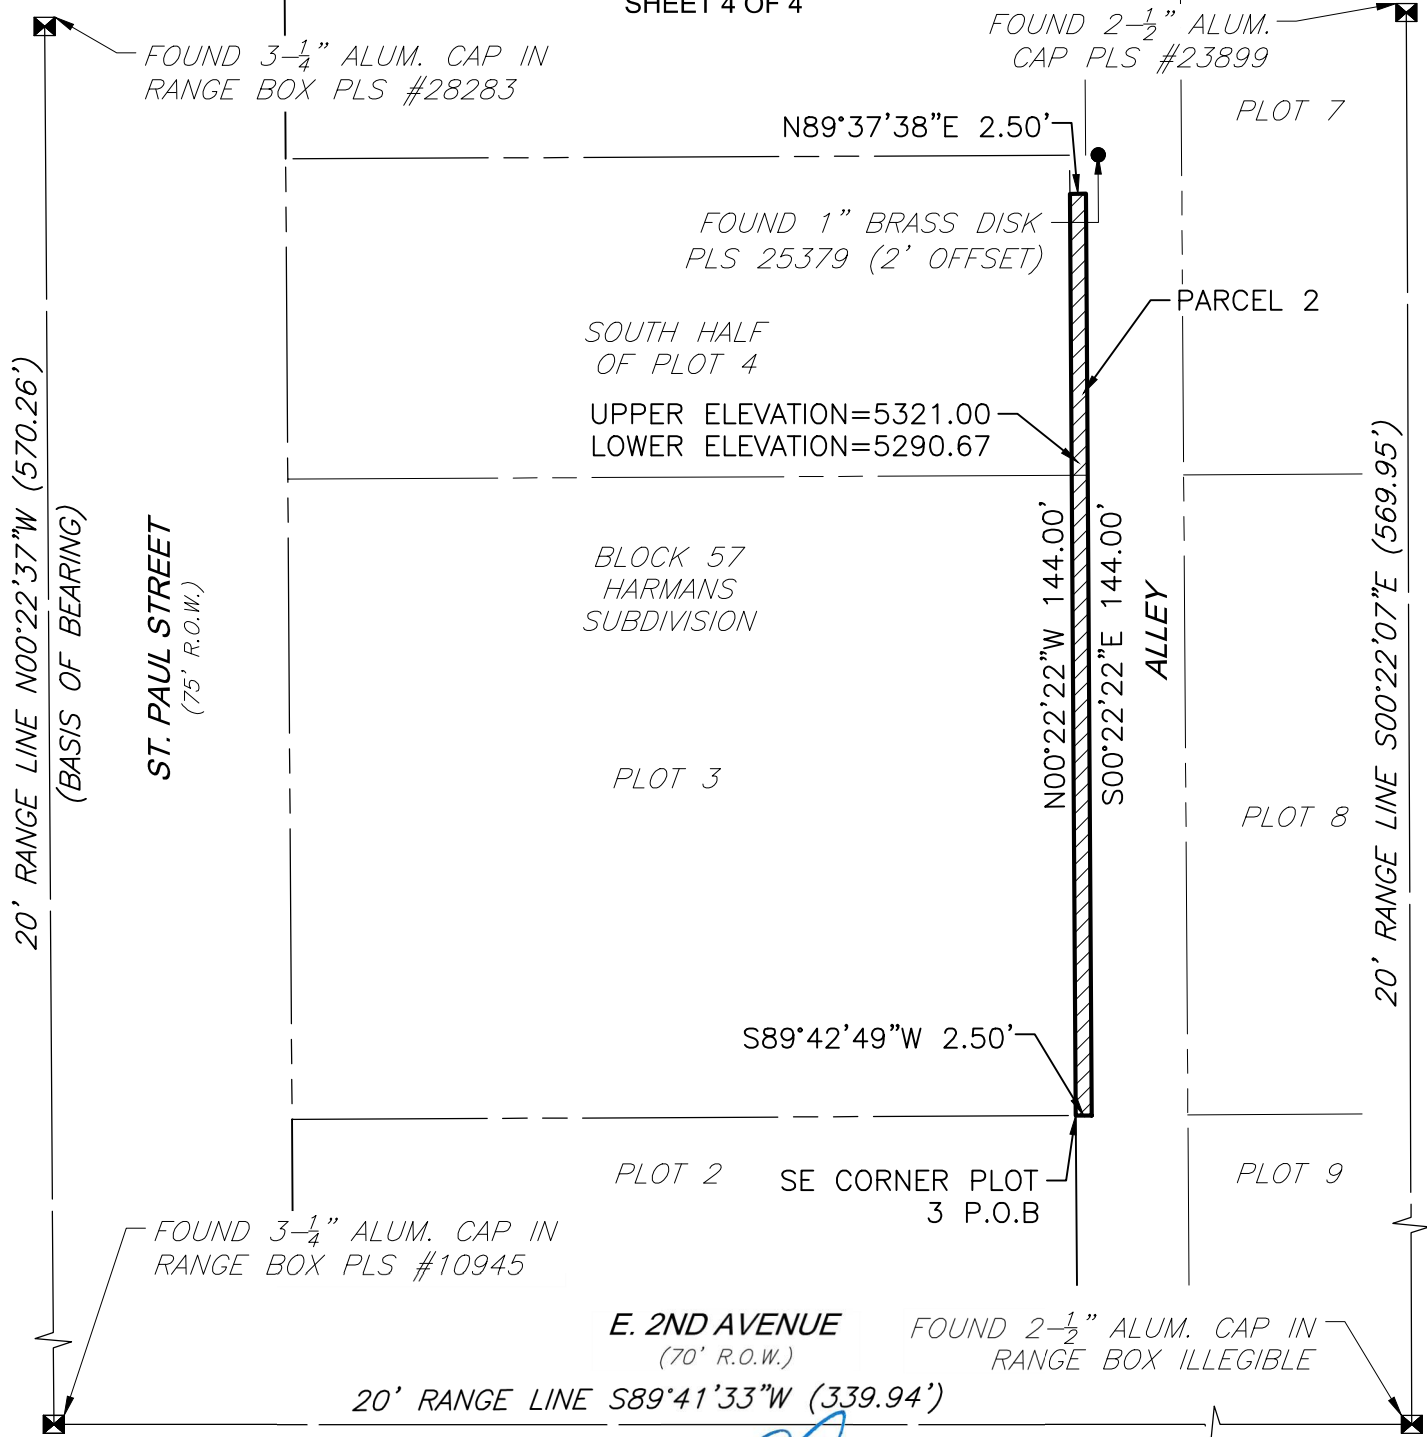 SHEET 4 OF 4
FOUND 3-1/4" ALUM. CAP IN
RANGE BOX PLS #28283
FOUND 2-1/2" ALUM.
CAP PLS #23899
PLOT 7
N89°37'38"E 2.50'
FOUND 1" BRASS DISK
PLS 25379 (2' OFFSET)
PARCEL 2
SOUTH HALF
OF PLOT 4
UPPER ELEVATION=5321.00
LOWER ELEVATION=5290.67
20' RANGE LINE N00°22'37"W (570.26')
(BASIS OF BEARING)
ST. PAUL STREET
(75' R.O.W.)
BLOCK 57
HARMANS
SUBDIVISION
N00°22'22"W 144.00'
S00°22'22"E 144.00'
ALLEY
20' RANGE LINE S00°22'07"E (569.95')
PLOT 3
PLOT 8
S89°42'49"W 2.50'
PLOT 2
SE CORNER PLOT
3 P.O.B
PLOT 9
FOUND 3-1/4" ALUM. CAP IN
RANGE BOX PLS #10945
E. 2ND AVENUE
(70' R.O.W.)
FOUND 2-1/2" ALUM. CAP IN
RANGE BOX ILLEGIBLE
20' RANGE LINE S89°41'33"W (339.94')